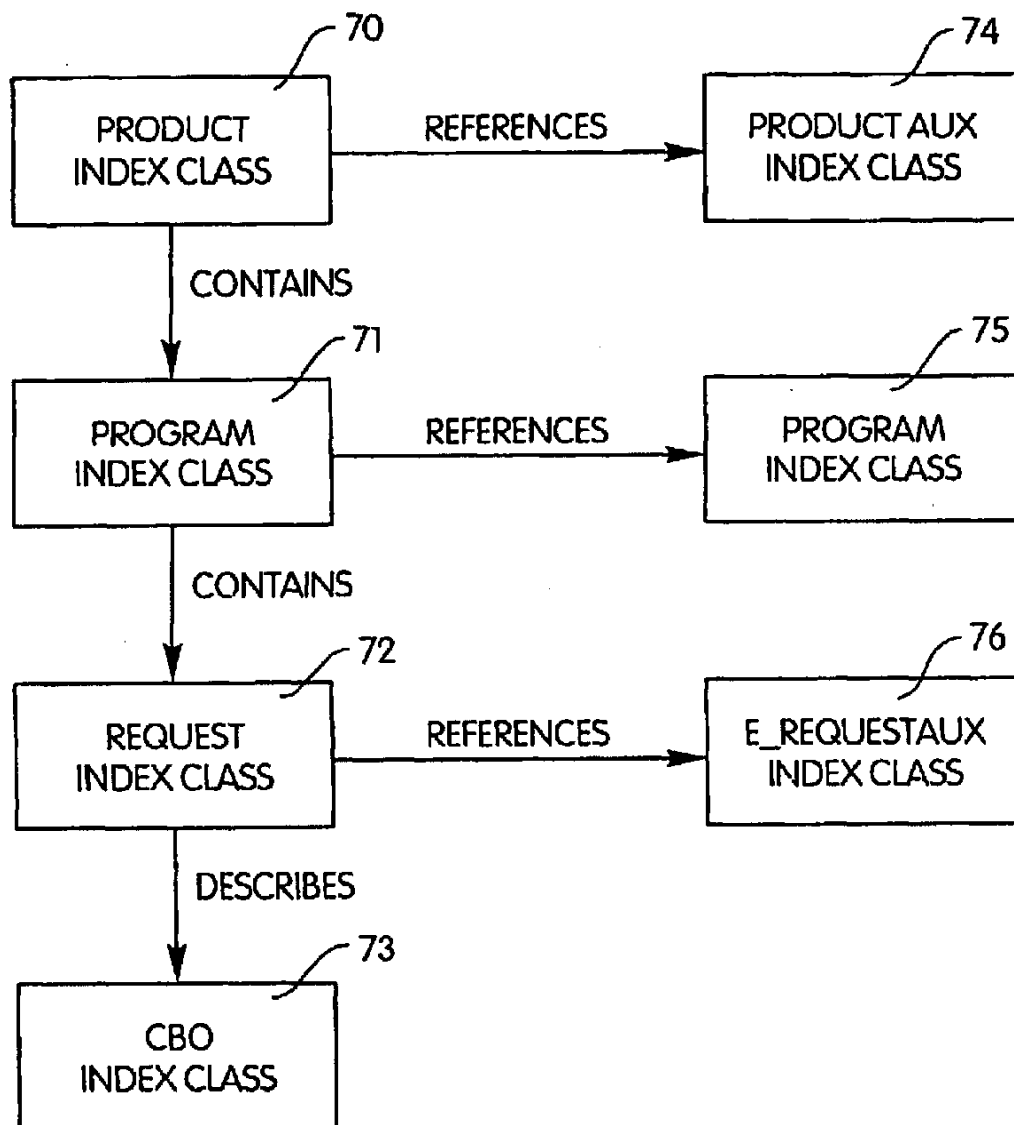 70
74
PRODUCT
INDEX CLASS
REFERENCES
PRODUCT AUX
INDEX CLASS
CONTAINS
71
75
PROGRAM
INDEX CLASS
REFERENCES
PROGRAM
INDEX CLASS
CONTAINS
72
76
REQUEST
INDEX CLASS
REFERENCES
E_REQUESTAUX
INDEX CLASS
DESCRIBES
73
CBO
INDEX CLASS